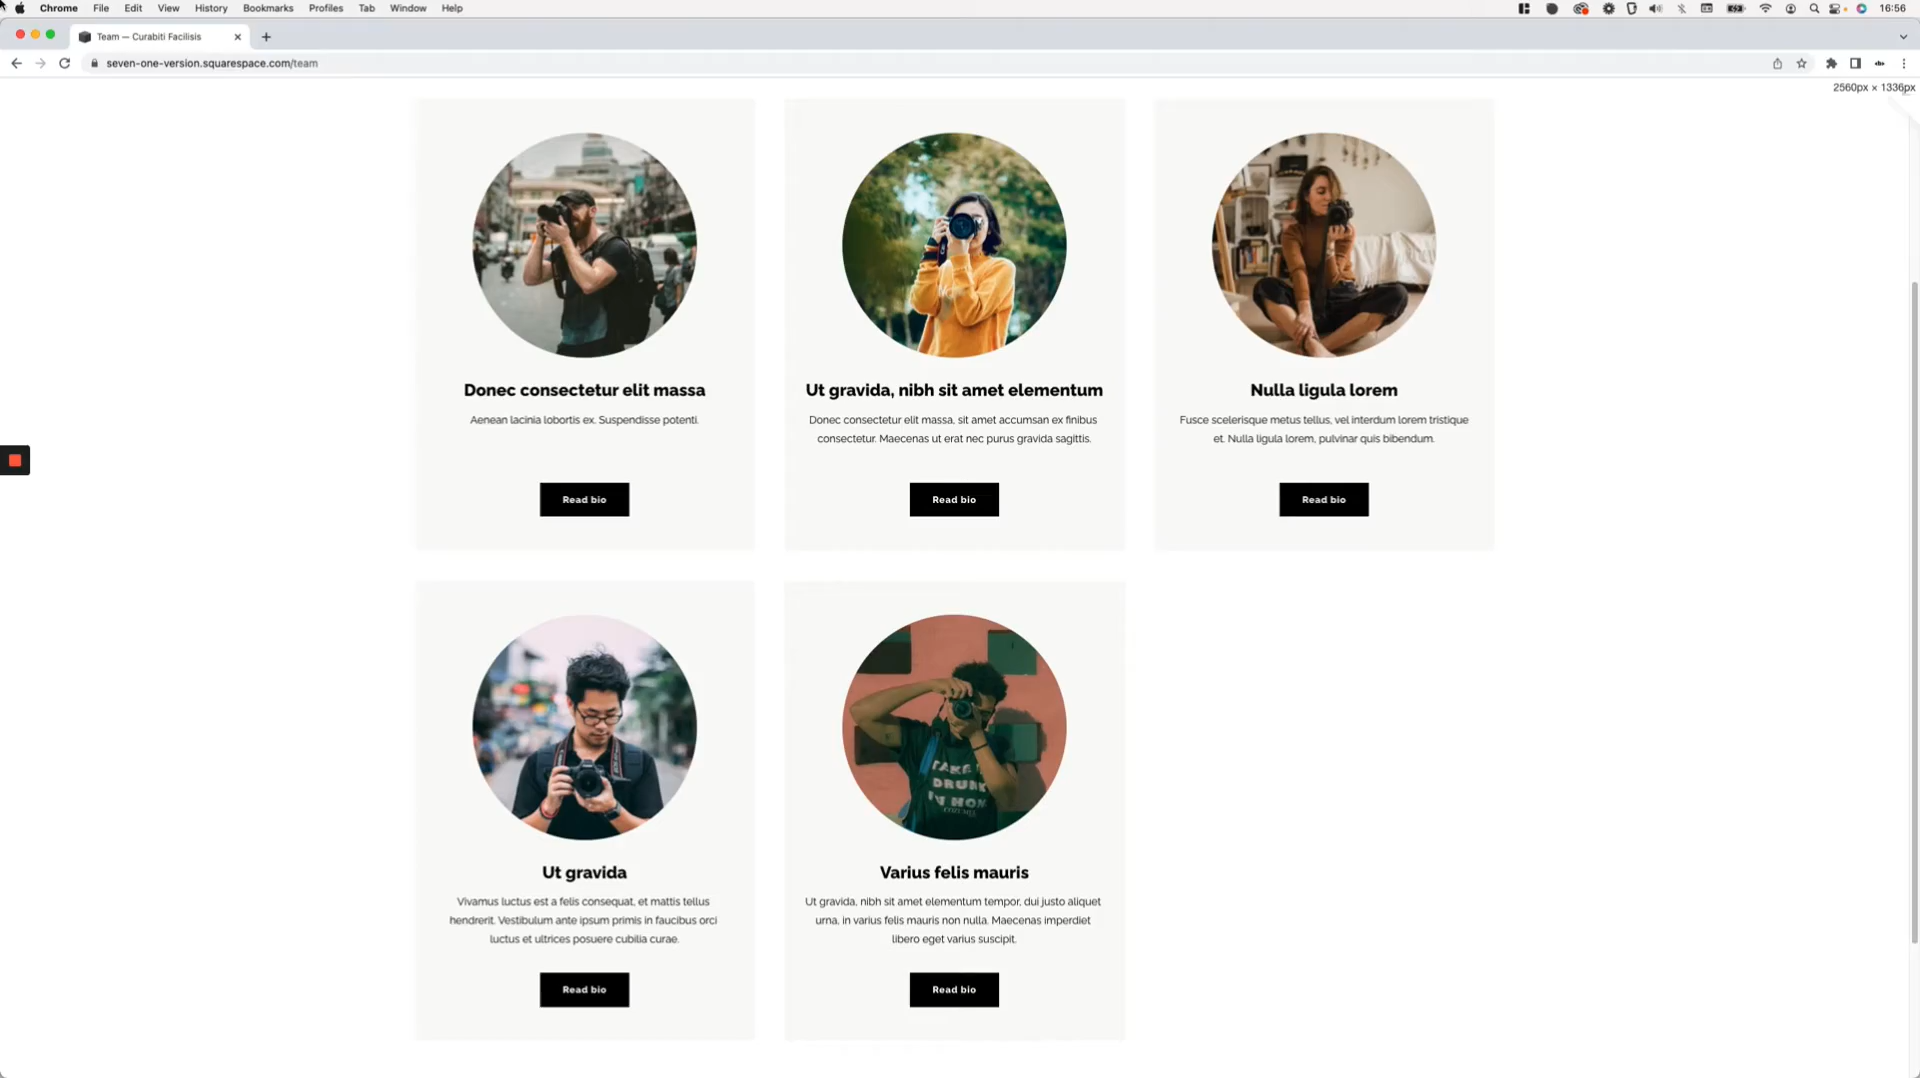 Chrome File Edit View History Bookmarks Profiles Tab Window Help 16:56
Team — Curabiti Facilisis
seven-one-version.squarespace.com/team
2560px × 1336px
Donec consectetur elit massa
Aenean lacinia lobortis ex. Suspendisse potenti.
Read bio
Ut gravida, nibh sit amet elementum
Donec consectetur elit massa, sit amet accumsan ex finibus
consectetur. Maecenas ut erat nec purus gravida sagittis.
Read bio
Nulla ligula lorem
Fusce scelerisque metus tellus, vel interdum lorem tristique
et. Nulla ligula lorem, pulvinar quis bibendum.
Read bio
Ut gravida
Vivamus luctus est a felis consequat, et mattis tellus
hendrerit. Vestibulum ante ipsum primis in faucibus orci
luctus et ultrices posuere cubilia curae.
Read bio
TAKE
DRUNK
HOM
Varius felis mauris
Ut gravida, nibh sit amet elementum tempor, dui justo aliquet
urna, in varius felis mauris non nulla. Maecenas imperdiet
libero eget varius suscipit.
Read bio